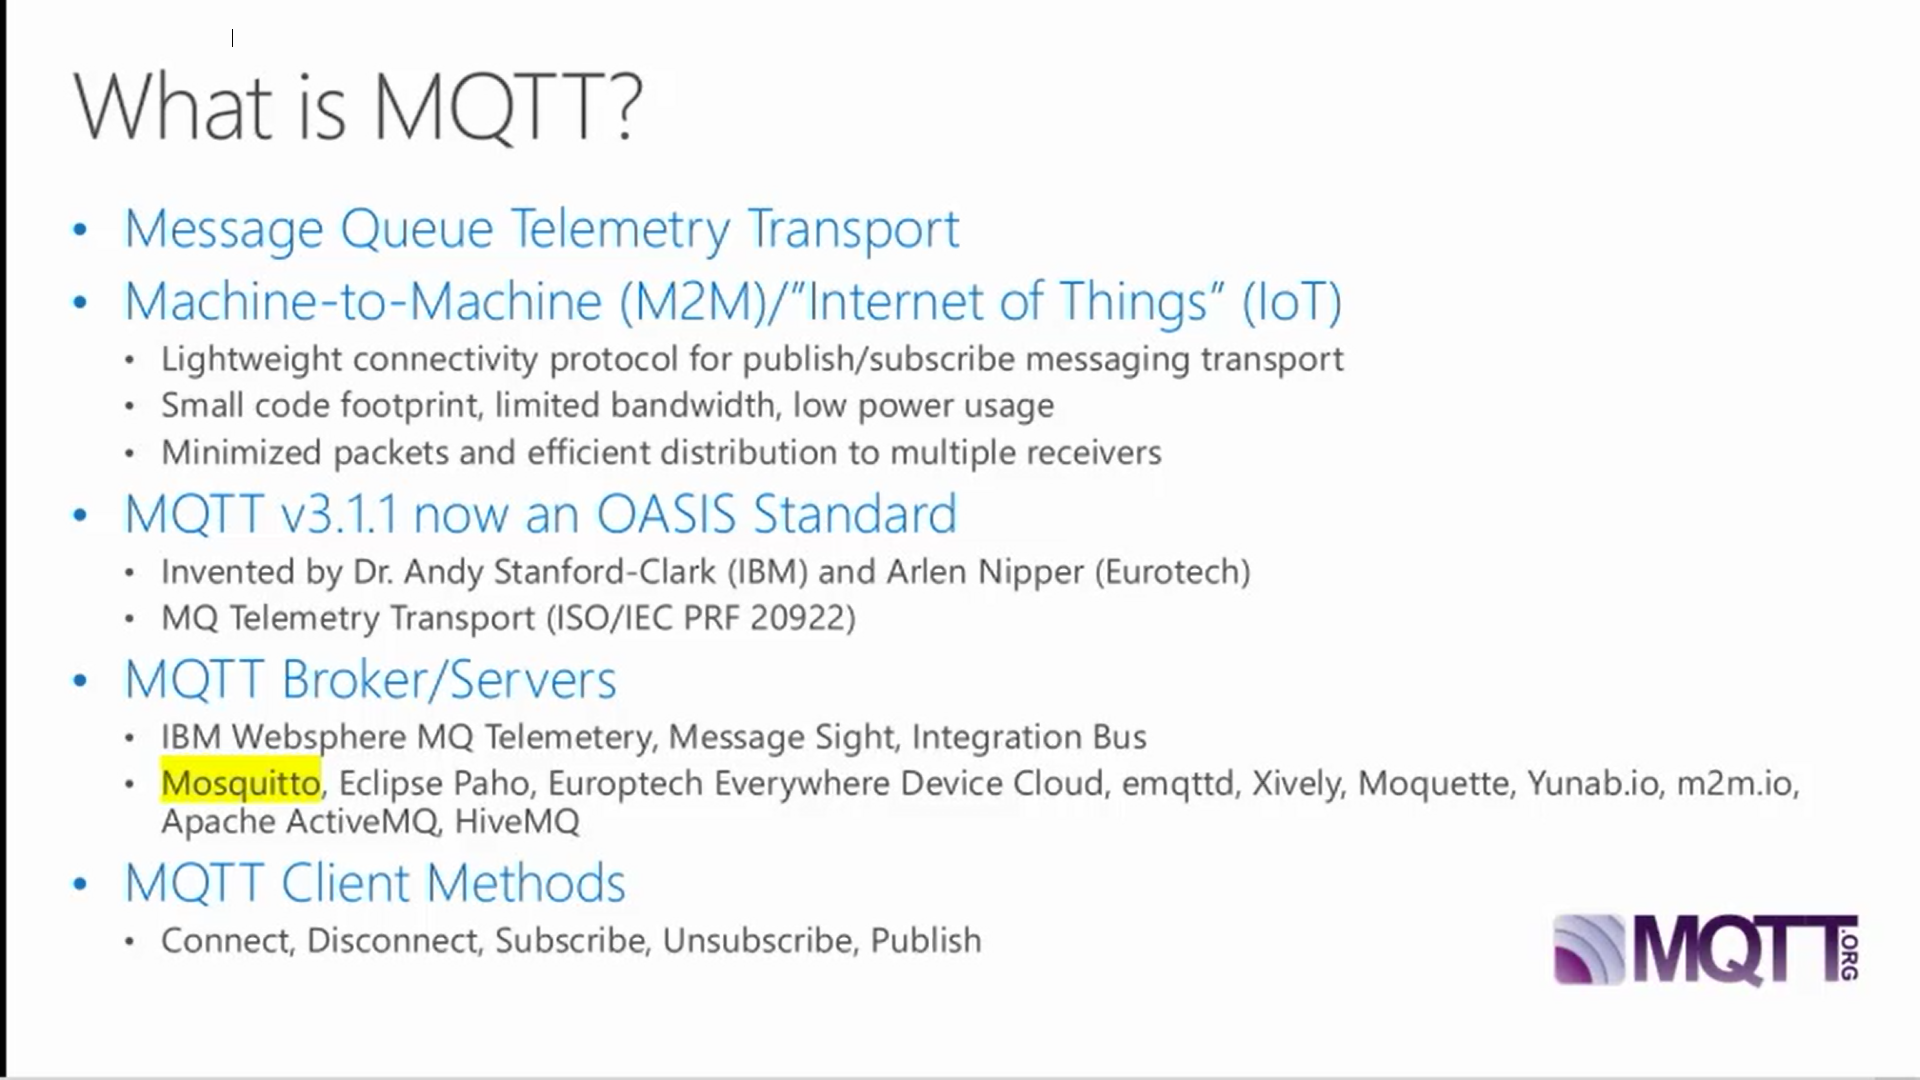 What is MQTT?
• Message Queue Telemetry Transport
• Machine-to-Machine (M2M)/"Internet of Things" (IoT)
• Lightweight connectivity protocol for publish/subscribe messaging transport
• Small code footprint, limited bandwidth, low power usage
• Minimized packets and efficient distribution to multiple receivers
• MQTT v3.1.1 now an OASIS Standard
• Invented by Dr. Andy Stanford-Clark (IBM) and Arlen Nipper (Eurotech)
• MQ Telemetry Transport (ISO/IEC PRF 20922)
• MQTT Broker/Servers
• IBM Websphere MQ Telemetery, Message Sight, Integration Bus
• Mosquitto, Eclipse Paho, Europtech Everywhere Device Cloud, emqttd, Xively, Moquette, Yunab.io, m2m.io,
Apache ActiveMQ, HiveMQ
• MQTT Client Methods
• Connect, Disconnect, Subscribe, Unsubscribe, Publish
MQTT.ORG